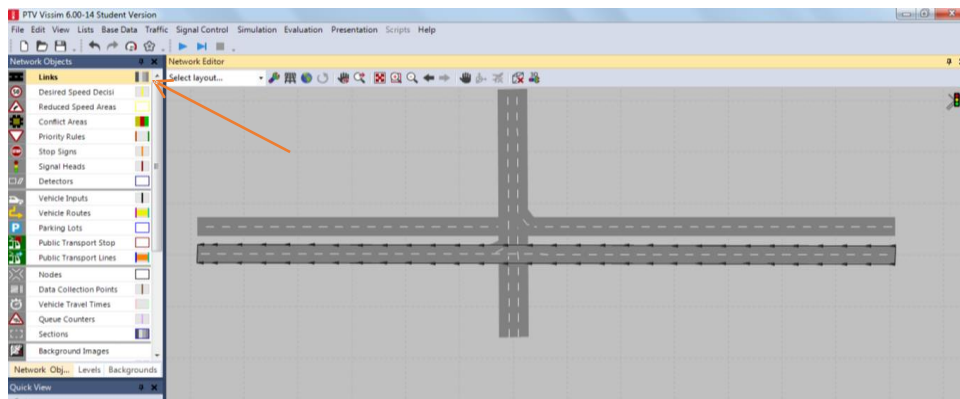 PTV Vissim 6.00-14 Student Version
File Edit View Lists Base Data Traffic Signal Control Simulation Evaluation Presentation Scripts Help
Network Objects
Network Editor
Links
Select layout...
Desired Speed Decisi
Reduced Speed Areas
Conflict Areas
Priority Rules
Stop Signs
Signal Heads
Detectors
Vehicle Inputs
Vehicle Routes
Parking Lots
Public Transport Stop
Public Transport Lines
Nodes
Data Collection Points
Vehicle Travel Times
Queue Counters
Sections
Background Images
Network Obj... Levels Backgrounds
Quick View